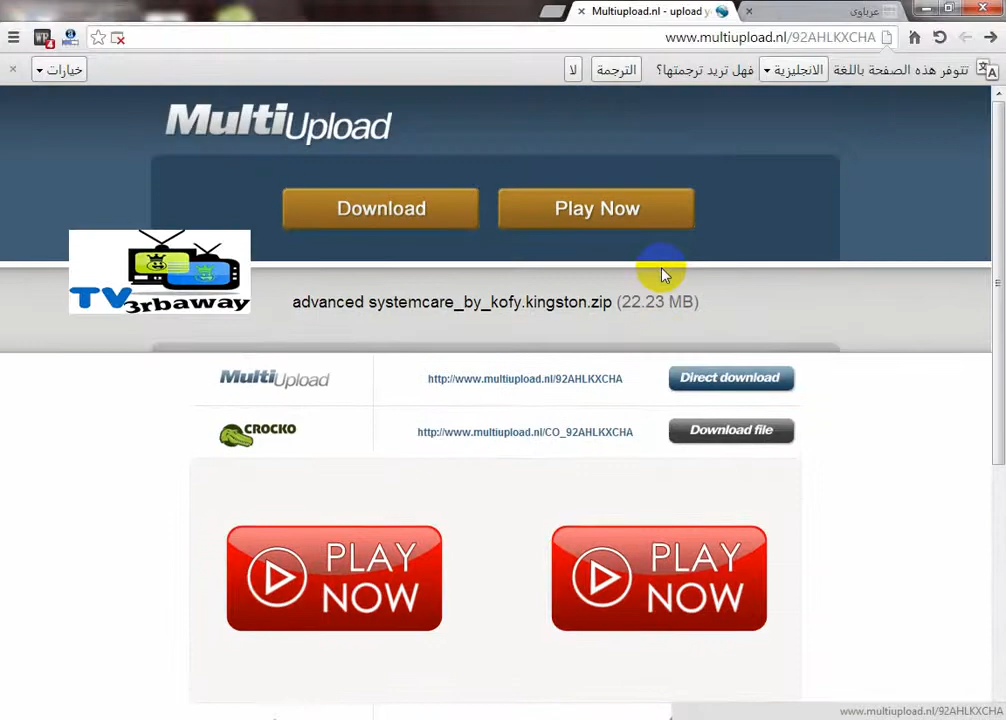 Multiupload.nl - upload y
عرباوى
www.multiupload.nl/92AHLKXCHA
تتوفر هذه الصفحة باللغة الانجليزية فهل تريد ترجمتها؟ الترجمة لا خيارات
MultiUpload
Download Play Now
TV3rbaway
advanced systemcare_by_kofy.kingston.zip (22.23 MB)
MultiUpload http://www.multiupload.nl/92AHLKXCHA Direct download
CROCKO http://www.multiupload.nl/CO_92AHLKXCHA Download file
PLAY NOW
PLAY NOW
www.multiupload.nl/92AHLKXCHA